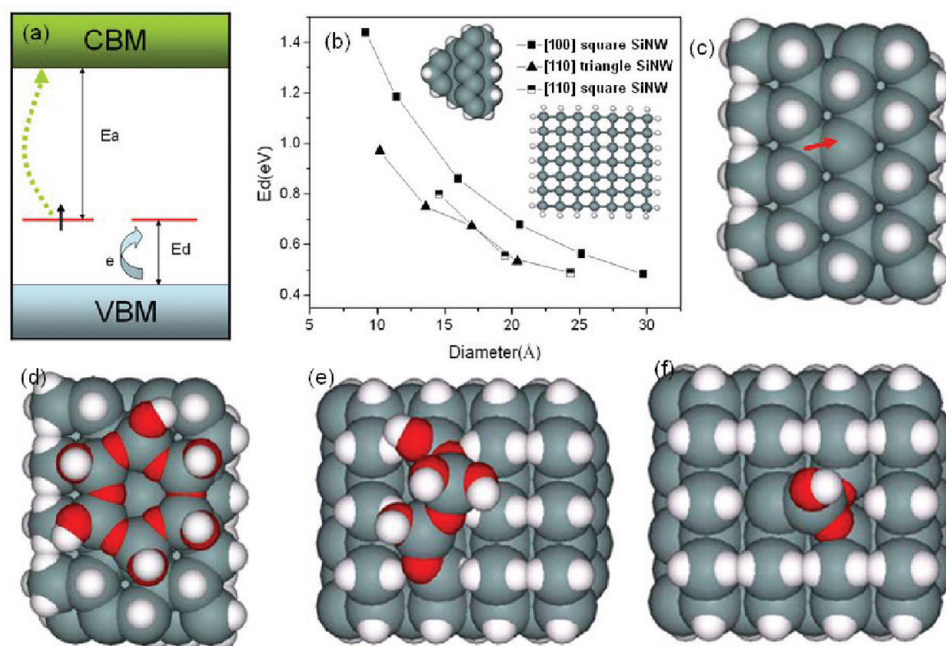 (a)
CBM
Ea
e
Ed
VBM
(b)
[100] square SiNW
[110] triangle SiNW
[110] square SiNW
Ed(eV)
1.4
1.2
1.0
0.8
0.6
0.4
5 10 15 20 25 30
Diameter(Å)
(c)
(d)
(e)
(f)